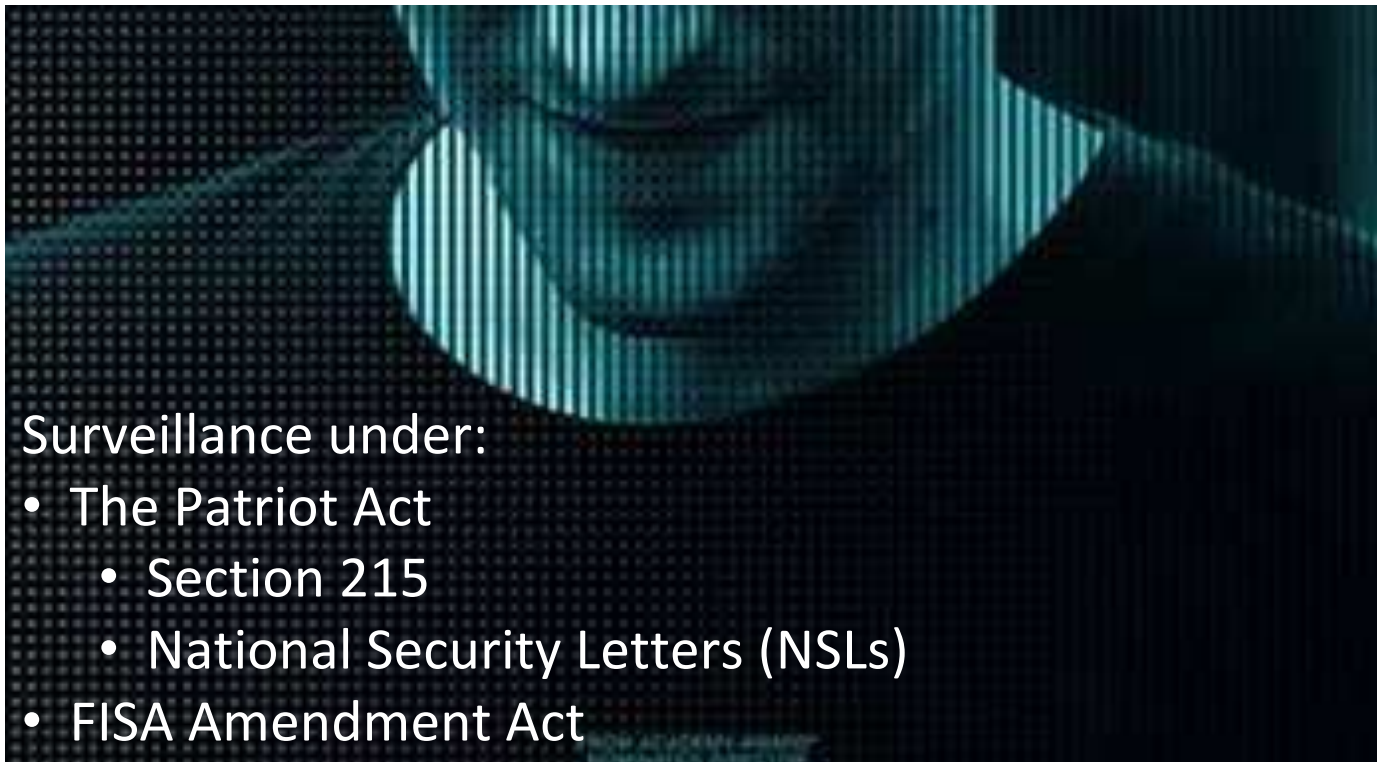 Surveillance under:
• The Patriot Act
• Section 215
• National Security Letters (NSLs)
• FISA Amendment Act